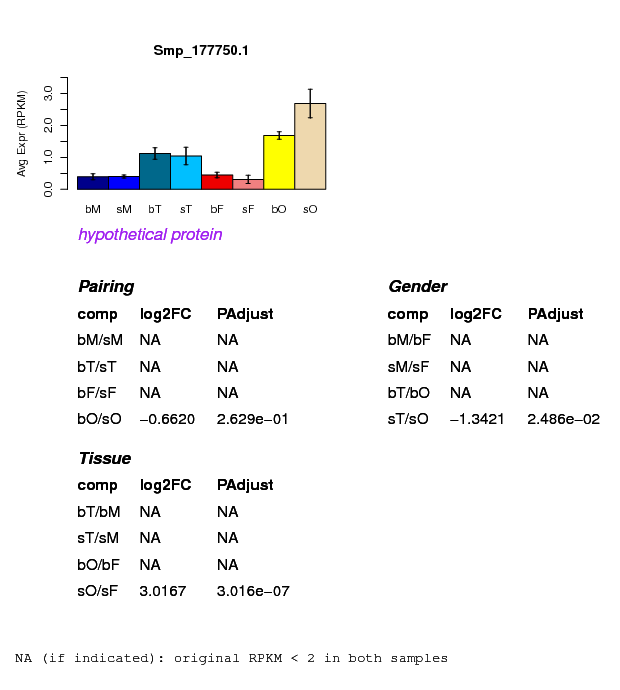 Smp_177750.1
Avg Expr (RPKM)
0.0 1.0 2.0 3.0
bM sM bT sT bF sF bO sO
hypothetical protein
Pairing
comp log2FC PAdjust
bM/sM NA NA
bT/sT NA NA
bF/sF NA NA
bO/sO −0.6620 2.629e−01
Gender
comp log2FC PAdjust
bM/bF NA NA
sM/sF NA NA
bT/bO NA NA
sT/sO −1.3421 2.486e−02
Tissue
comp log2FC PAdjust
bT/bM NA NA
sT/sM NA NA
bO/bF NA NA
sO/sF 3.0167 3.016e−07
NA (if indicated): original RPKM < 2 in both samples